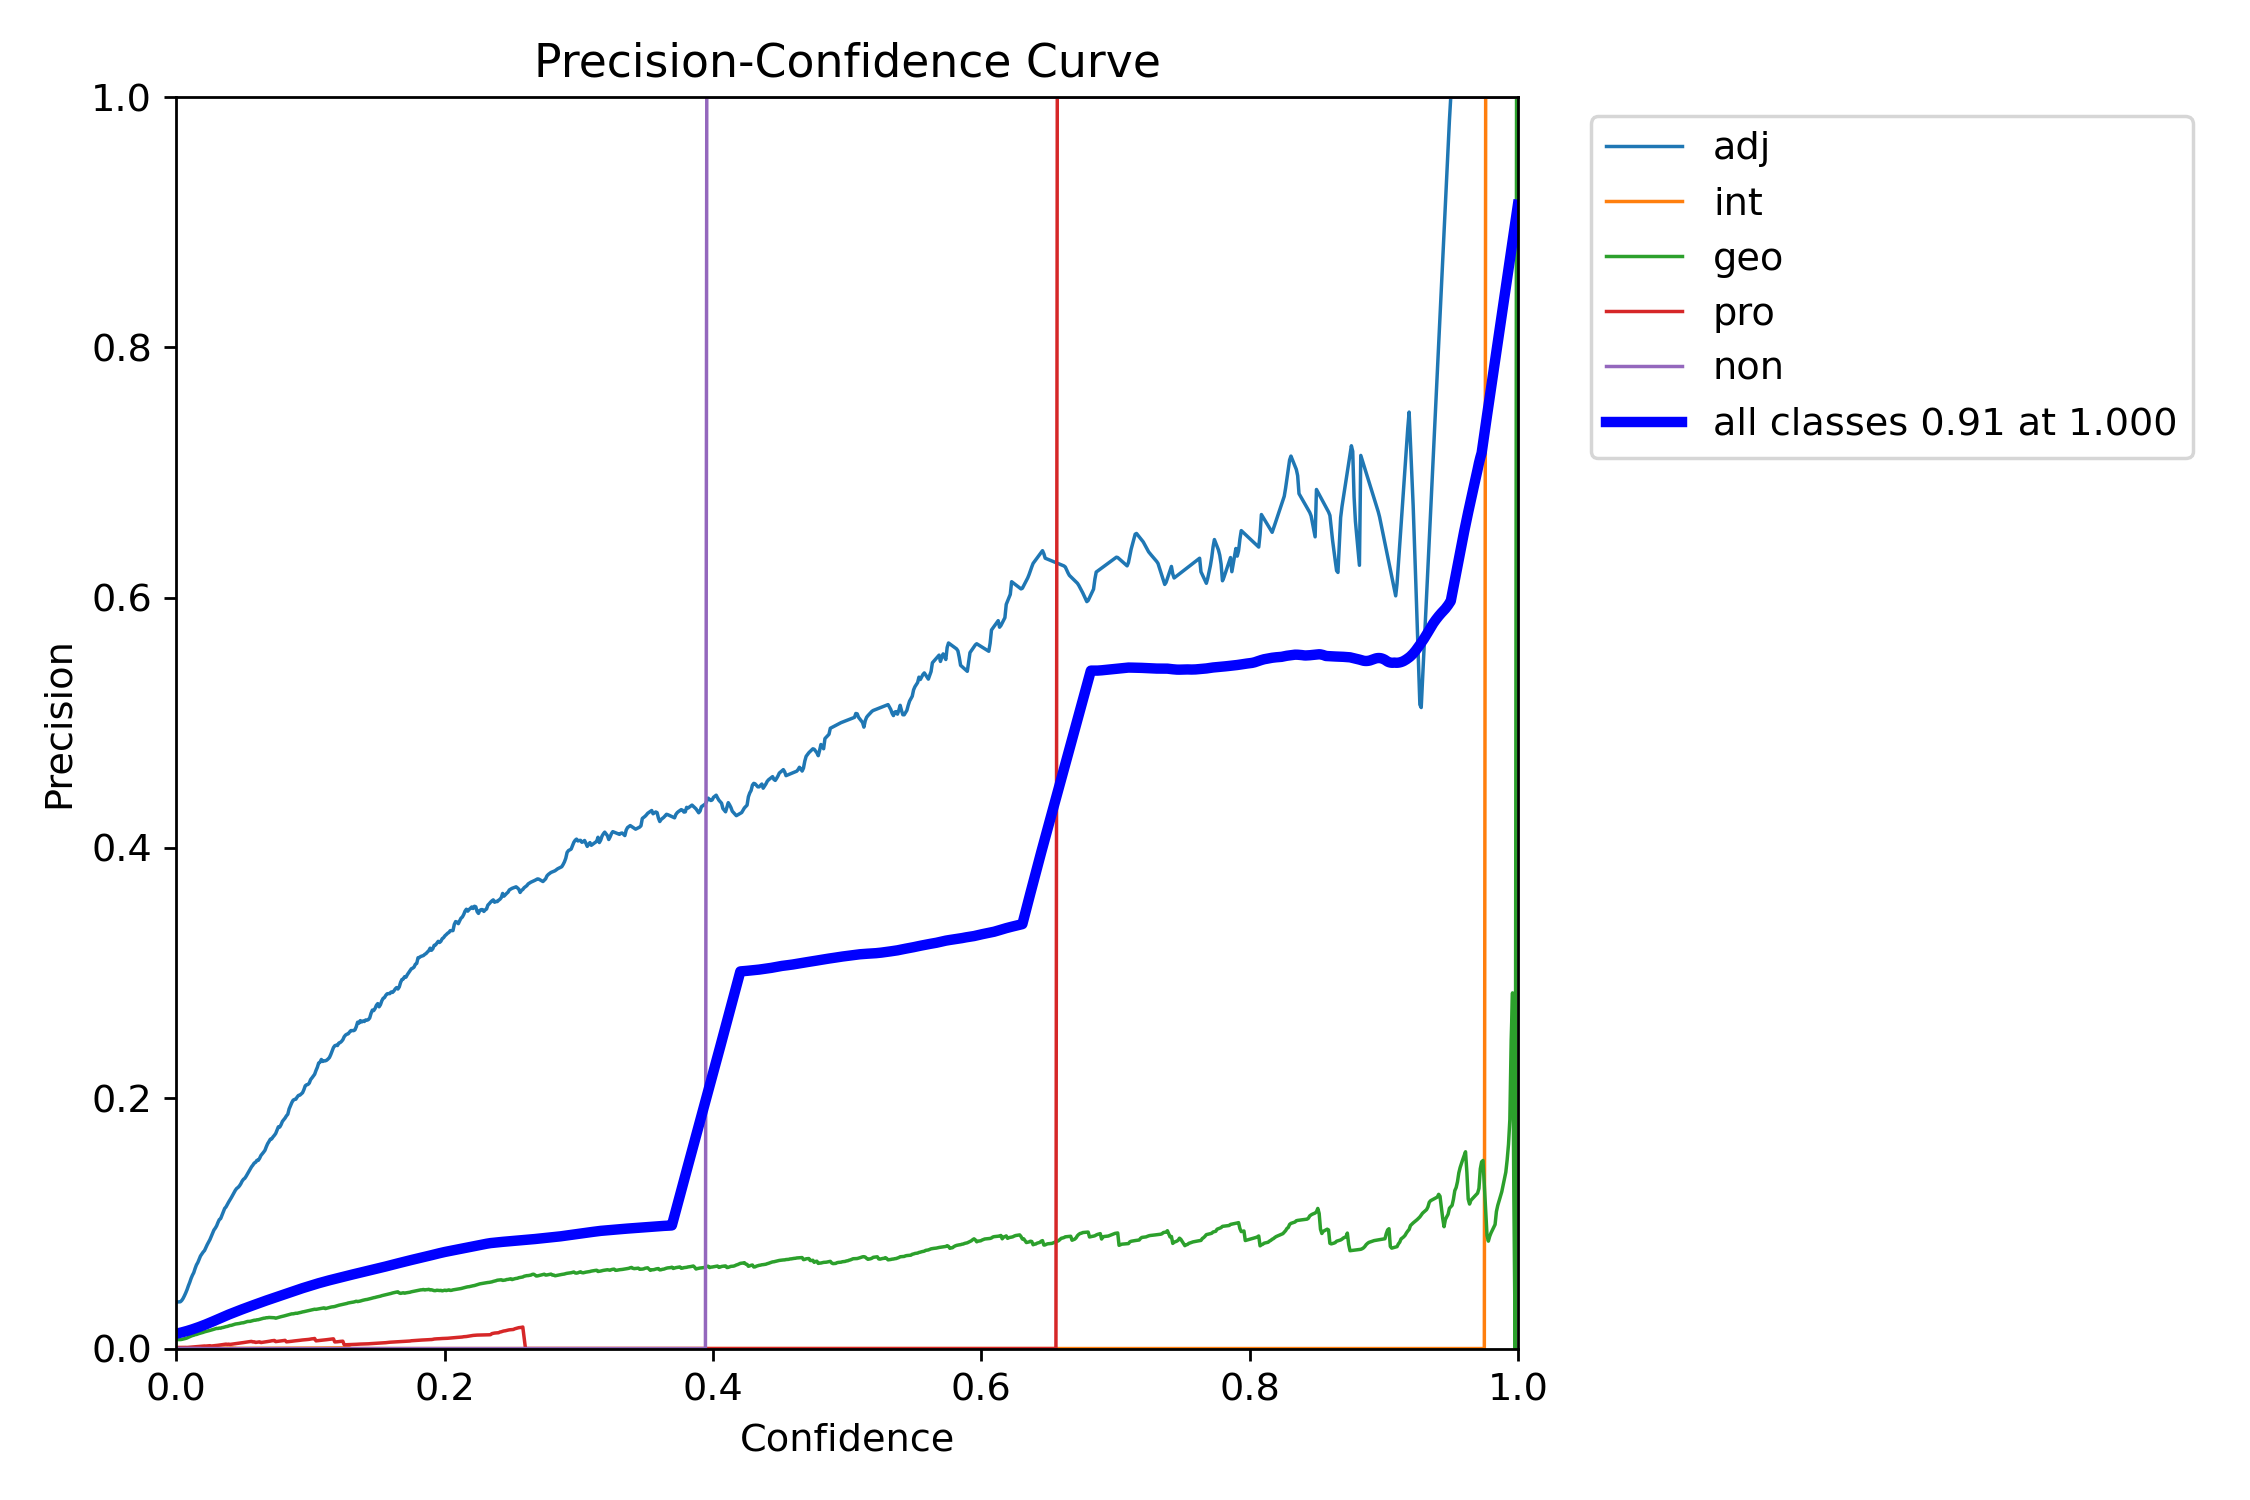 Precision-Confidence Curve
1.0
0.8
0.6
0.4
0.2
0.0
Precision
0.0 0.2 0.4 0.6 0.8 1.0
Confidence
adj
int
geo
pro
non
all classes 0.91 at 1.000